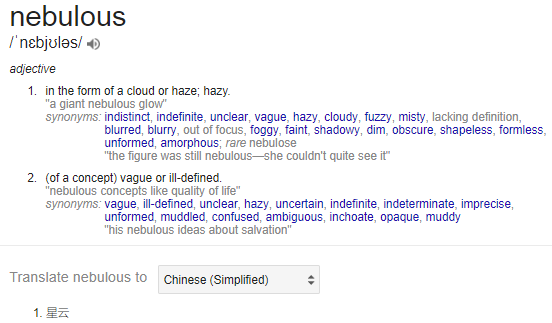 nebulous
/ˈnɛbjʊləs/
adjective
1. in the form of a cloud or haze; hazy.
"a giant nebulous glow"
synonyms: indistinct, indefinite, unclear, vague, hazy, cloudy, fuzzy, misty, lacking definition,
blurred, blurry, out of focus, foggy, faint, shadowy, dim, obscure, shapeless, formless,
unformed, amorphous; rare nebulose
"the figure was still nebulous—she couldn't quite see it"
2. (of a concept) vague or ill-defined.
"nebulous concepts like quality of life"
synonyms: vague, ill-defined, unclear, hazy, uncertain, indefinite, indeterminate, imprecise,
unformed, muddled, confused, ambiguous, inchoate, opaque, muddy
"his nebulous ideas about salvation"
Translate nebulous to Chinese (Simplified)
1. 星云